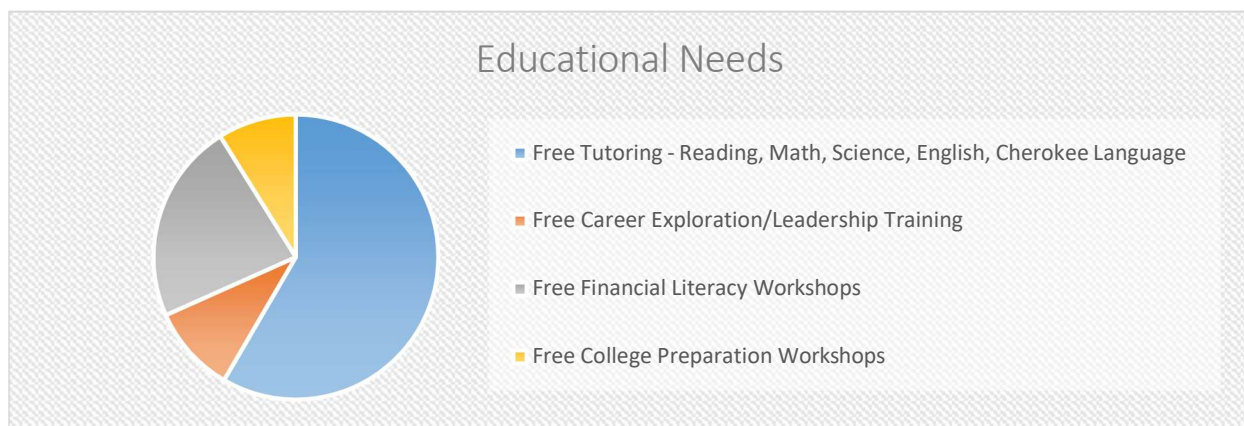 Educational Needs
Free Tutoring - Reading, Math, Science, English, Cherokee Language
Free Career Exploration/Leadership Training
Free Financial Literacy Workshops
Free College Preparation Workshops